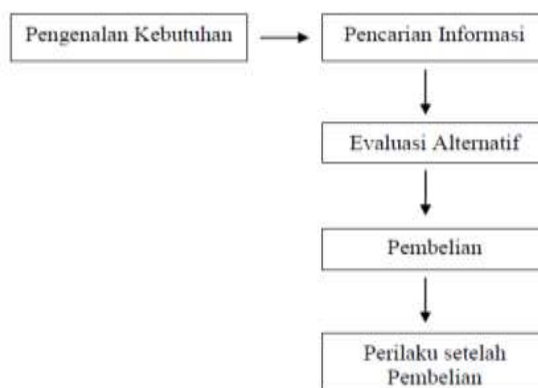 Pengenalan Kebutuhan
Pencarian Informasi
Evaluasi Alternatif
Pembelian
Perilaku setelah
Pembelian